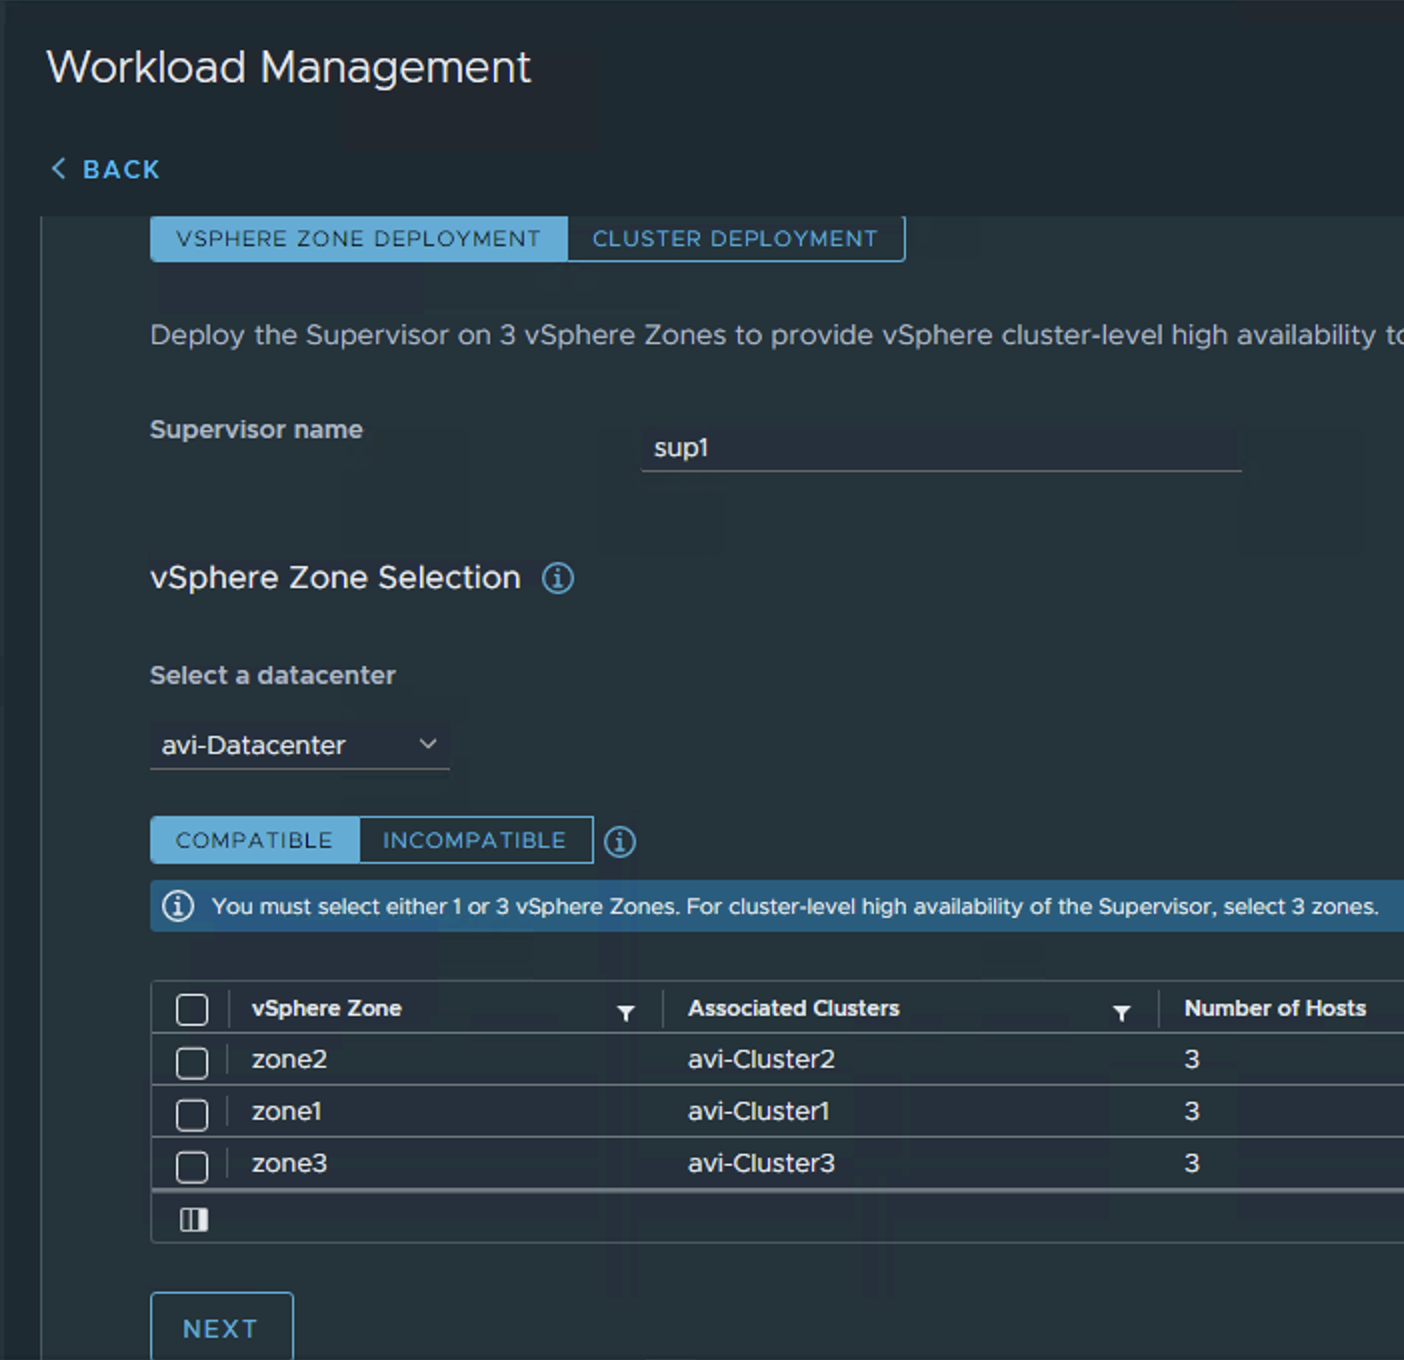 Workload Management
BACK
VSPHERE ZONE DEPLOYMENT CLUSTER DEPLOYMENT
Deploy the Supervisor on 3 vSphere Zones to provide vSphere cluster-level high availability to
Supervisor name
sup1
vSphere Zone Selection
Select a datacenter
avi-Datacenter
COMPATIBLE INCOMPATIBLE
You must select either 1 or 3 vSphere Zones. For cluster-level high availability of the Supervisor, select 3 zones.
vSphere Zone Associated Clusters Number of Hosts
zone2 avi-Cluster2 3
zone1 avi-Cluster1 3
zone3 avi-Cluster3 3
NEXT